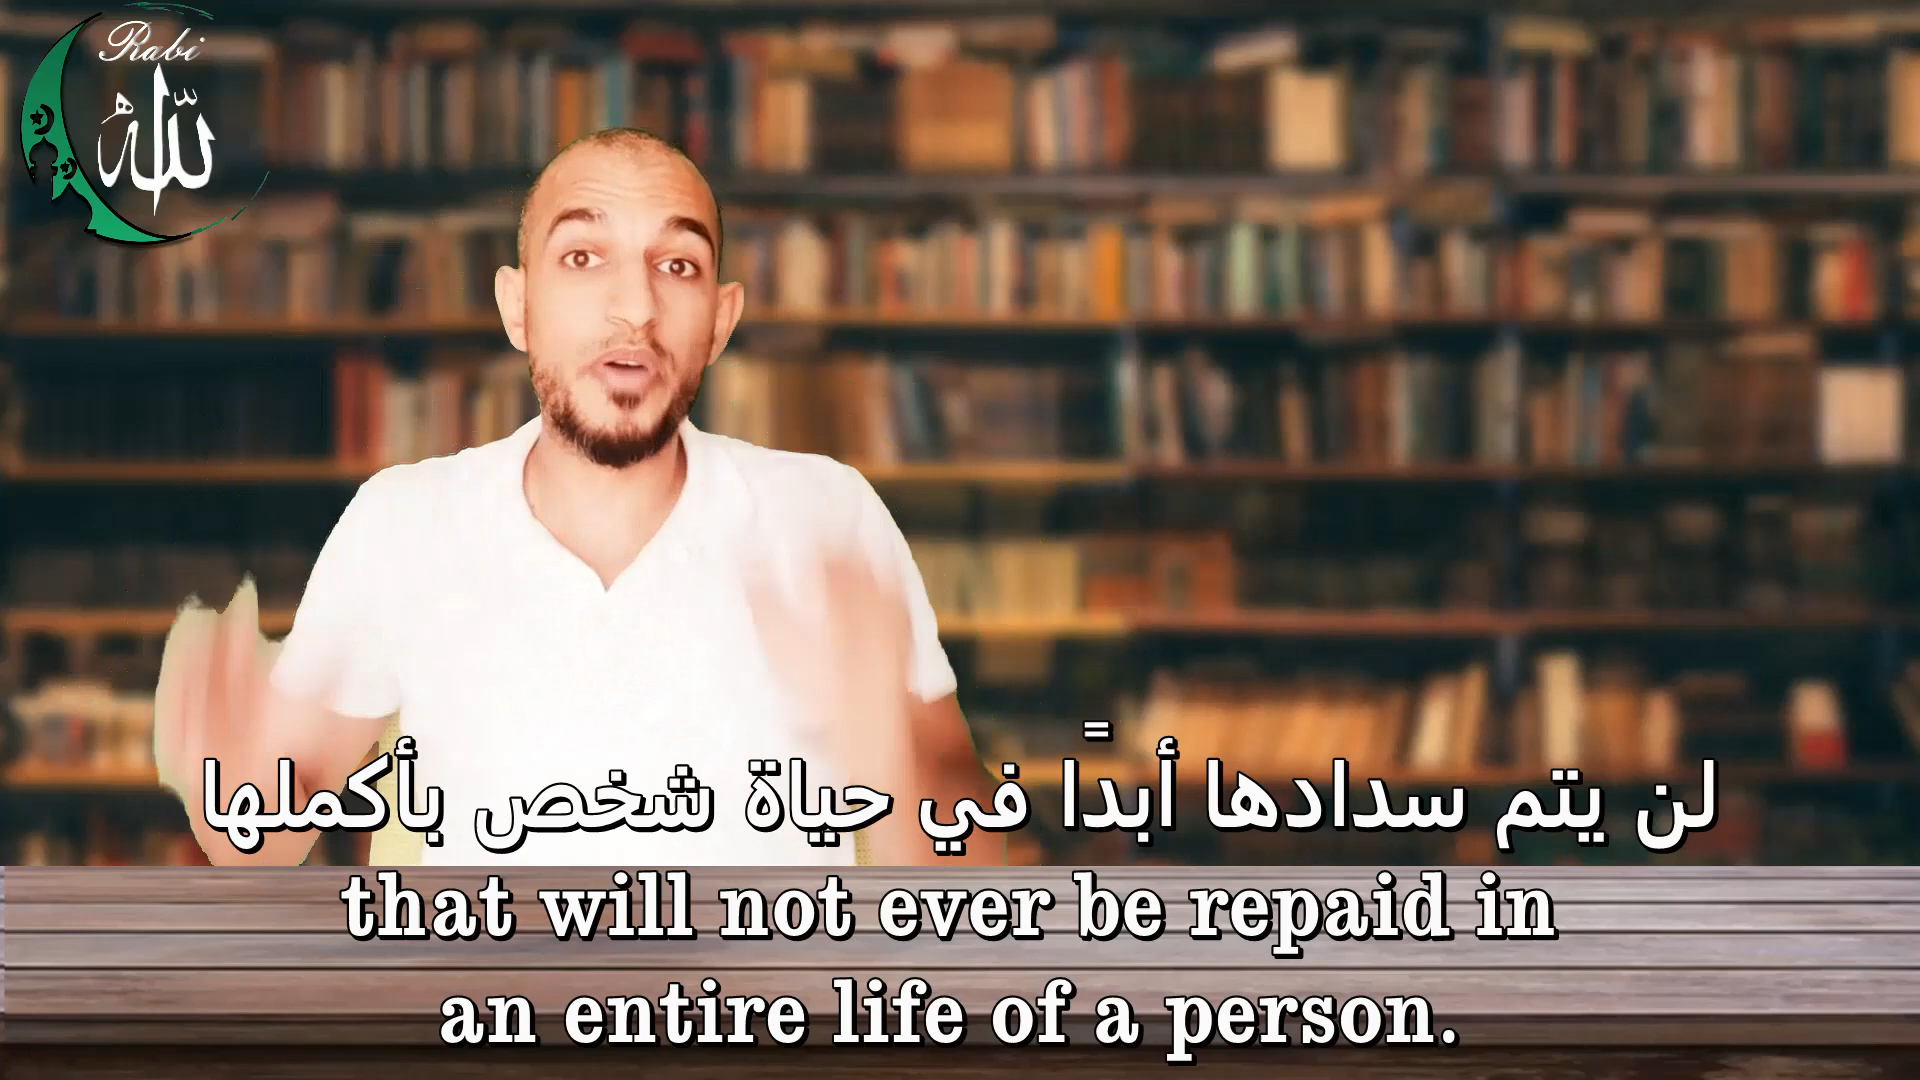 Rabi
الله
لن يتم سدادها أبدًا في حياة شخص بأكملها
that will not ever be repaid in
an entire life of a person.